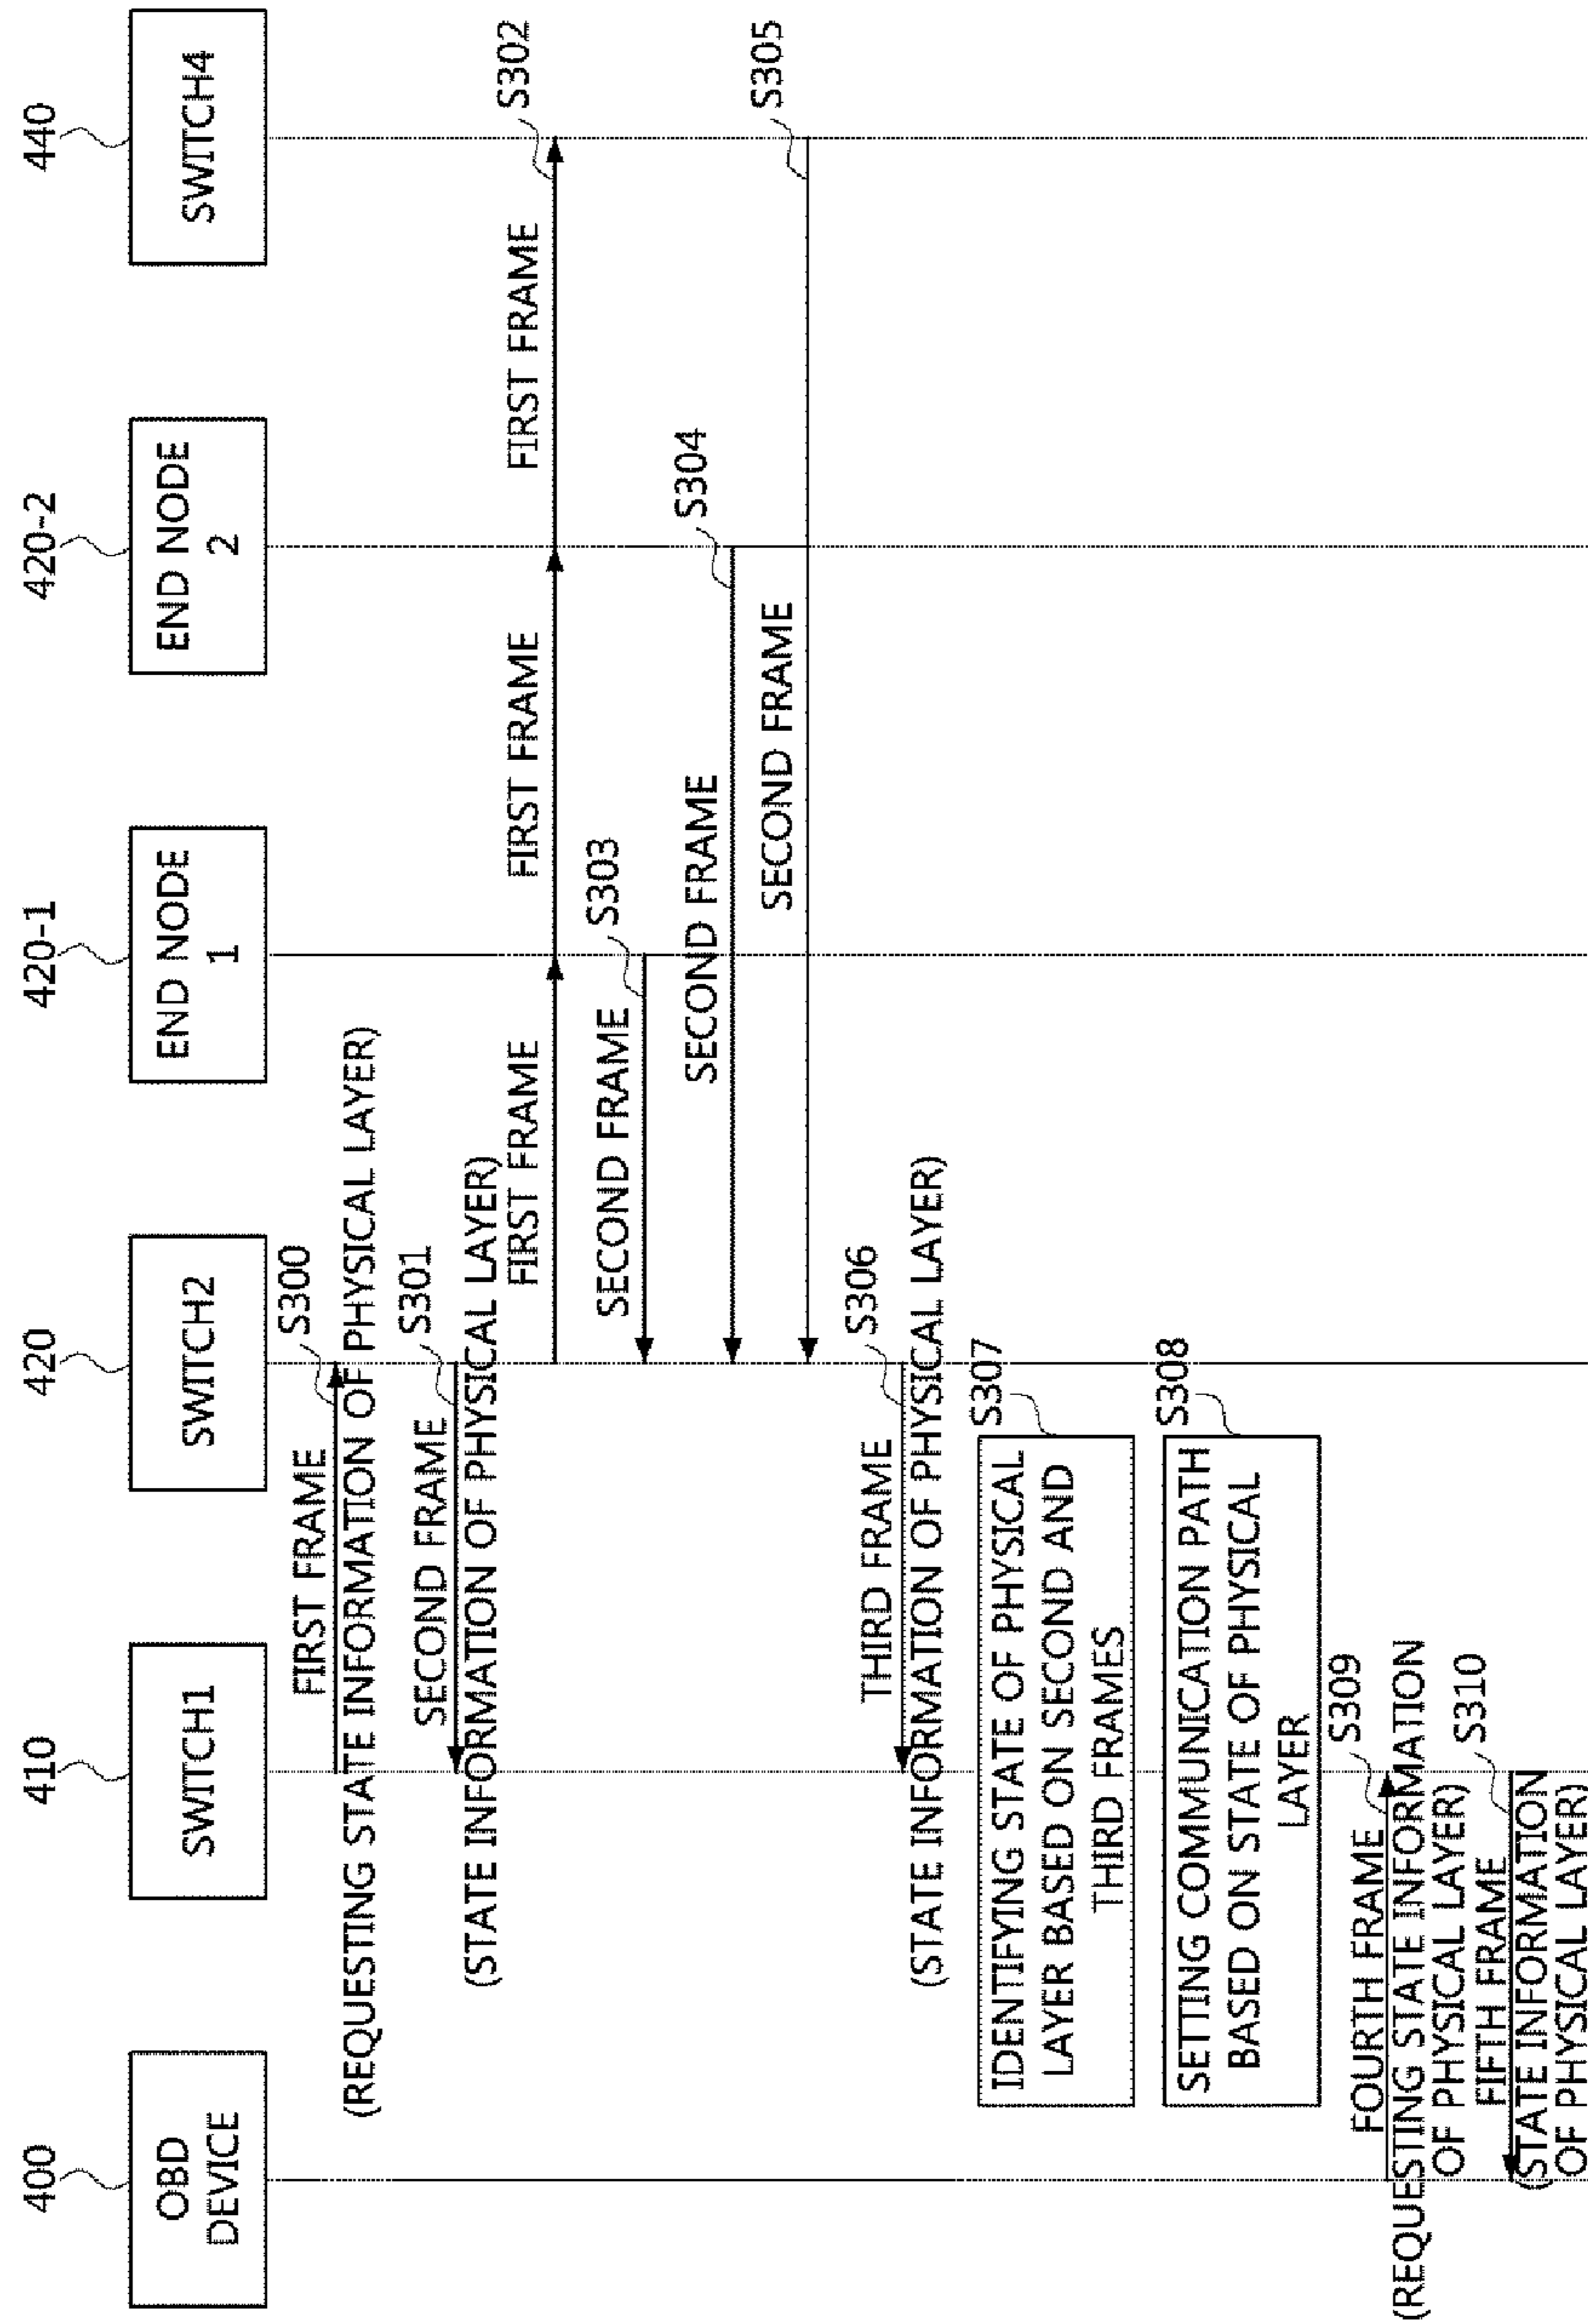 400
410
420
420-1
420-2
440
OBD
DEVICE
SWITCH1
SWITCH2
END NODE
1
END NODE
2
SWITCH4
FIRST FRAME
S300
(REQUESTING STATE INFORMATION OF PHYSICAL LAYER)
SECOND FRAME
S301
(STATE INFORMATION OF PHYSICAL LAYER)
FIRST FRAME
FIRST FRAME
FIRST FRAME
S302
SECOND FRAME
S303
SECOND FRAME
S304
SECOND FRAME
S305
THIRD FRAME
S306
(STATE INFORMATION OF PHYSICAL LAYER)
S307
IDENTIFYING STATE OF PHYSICAL
LAYER BASED ON SECOND AND
THIRD FRAMES
S308
SETTING COMMUNICATION PATH
BASED ON STATE OF PHYSICAL
LAYER
FOURTH FRAME
S309
(REQUESTING STATE INFORMATION
OF PHYSICAL LAYER)
FIFTH FRAME
S310
(STATE INFORMATION
OF PHYSICAL LAYER)